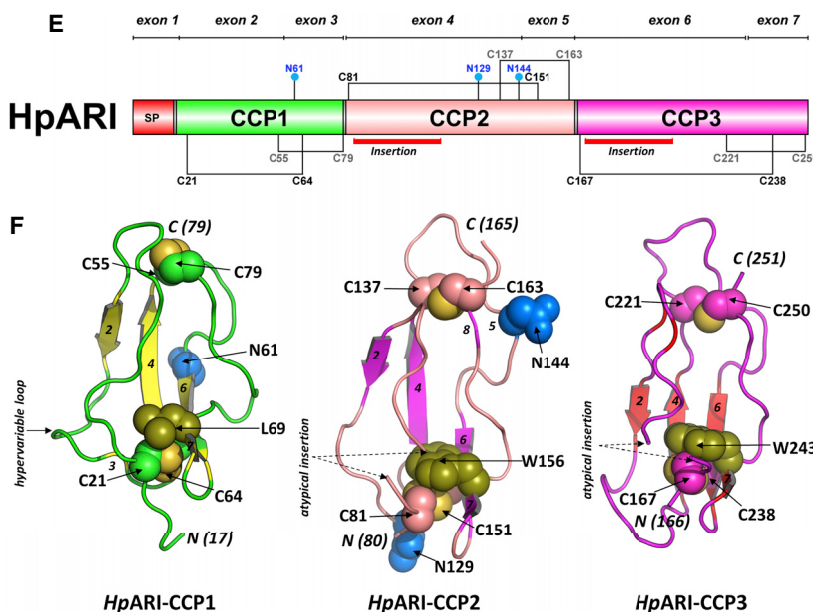 E
exon 1 exon 2 exon 3 exon 4 exon 5 exon 6 exon 7
C137 C163
N61 C81 N129 N144 C151
HpARI SP CCP1 CCP2 CCP3
Insertion Insertion
C55 C79 C221
C21 C64 C167 C238
F
C (79)
C55
C79
2
4
N61
6
hypervariable loop
L69
3
7
C21
C64
N (17)
HpARI-CCP1
C (165)
C137
C163
8
5
2
N144
4
6
atypical insertion
W156
C81
C151
N (80)
N129
HpARI-CCP2
C (251)
C221
C250
2
4
6
W243
atypical insertion
C167
7
N (166)
C238
HpARI-CCP3